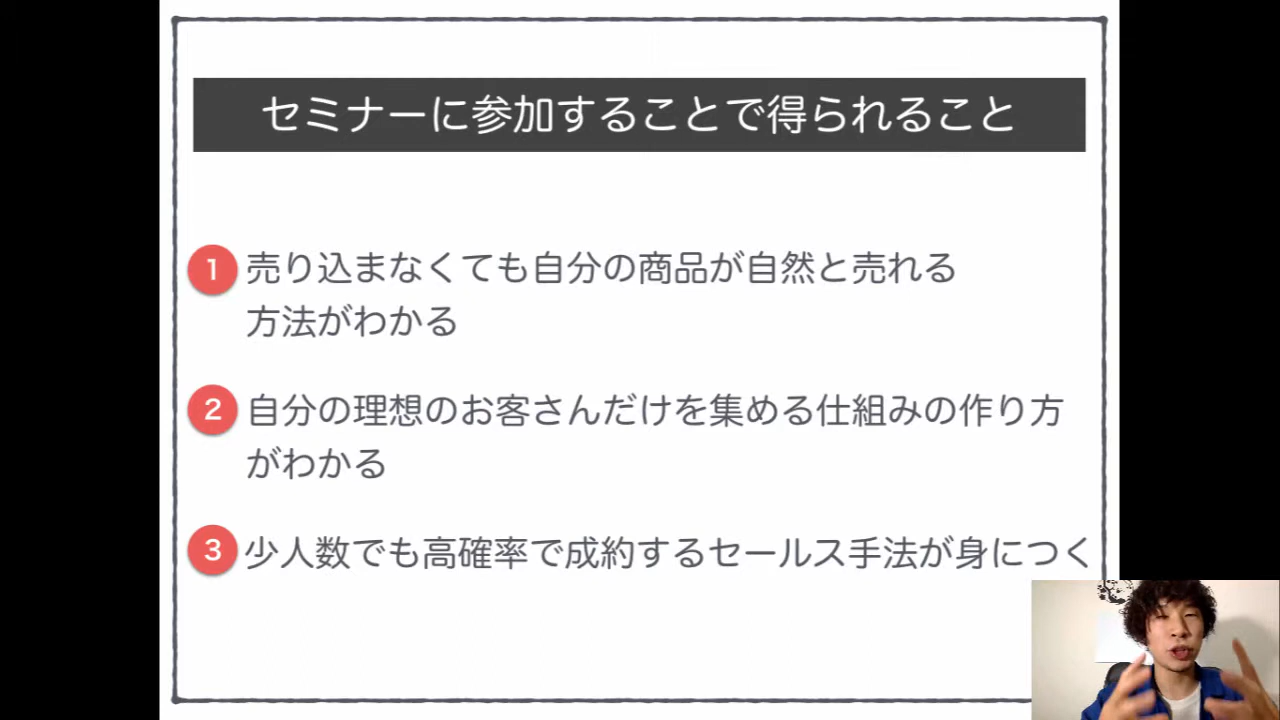 セミナーに参加することで得られること
1 売り込まなくても自分の商品が自然と売れる
方法がわかる
2 自分の理想のお客さんだけを集める仕組みの作り方
がわかる
3 少人数でも高確率で成約するセールス手法が身につく